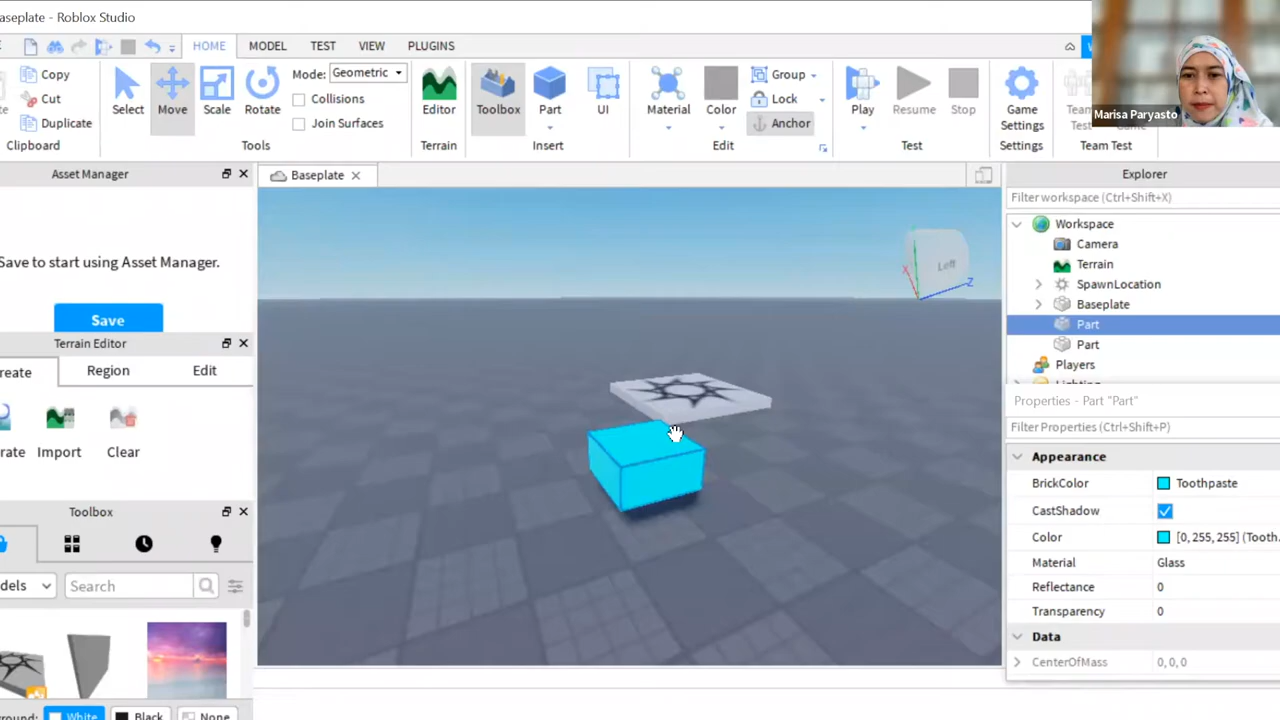 aseplate - Roblox Studio
HOME MODEL TEST VIEW PLUGINS
Copy
Cut
Duplicate
Clipboard
Select Move Scale Rotate
Mode: Geometric
Collisions
Join Surfaces
Tools
Editor
Terrain
Toolbox Part UI
Insert
Material Color
Group
Lock
Anchor
Edit
Play Resume Stop
Test
Game
Settings
Settings
Team
Test
Team Test
Marisa Paryasto
Asset Manager
Save to start using Asset Manager.
Save
Terrain Editor
reate Region Edit
rate Import Clear
Toolbox
dels Search
round: White Black None
Baseplate
Left
X
Z
Explorer
Filter workspace (Ctrl+Shift+X)
Workspace
Camera
Terrain
SpawnLocation
Baseplate
Part
Part
Players
Properties - Part "Part"
Filter Properties (Ctrl+Shift+P)
Appearance
BrickColor Toothpaste
CastShadow
Color [0, 255, 255] (Tooth.
Material Glass
Reflectance 0
Transparency 0
Data
CenterOfMass 0, 0, 0